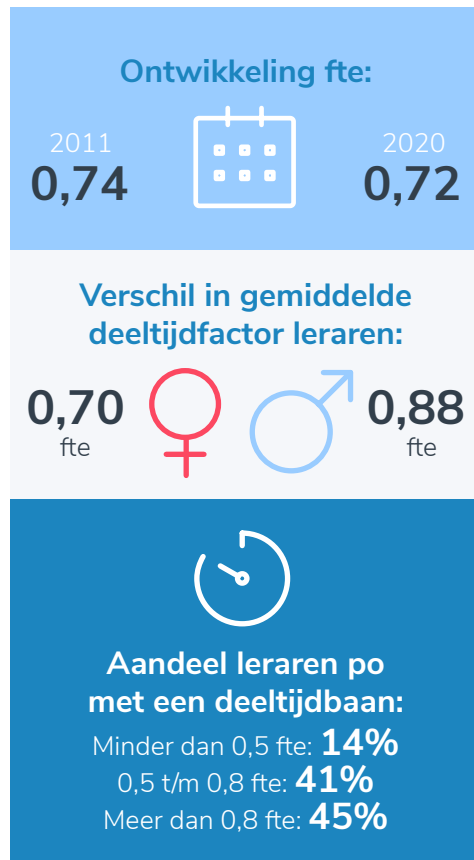 Ontwikkeling fte:
2011
0,74
2020
0,72
Verschil in gemiddelde
deeltijdfactor leraren:
0,70
fte
0,88
fte
Aandeel leraren po
met een deeltijdbaan:
Minder dan 0,5 fte: 14%
0,5 t/m 0,8 fte: 41%
Meer dan 0,8 fte: 45%